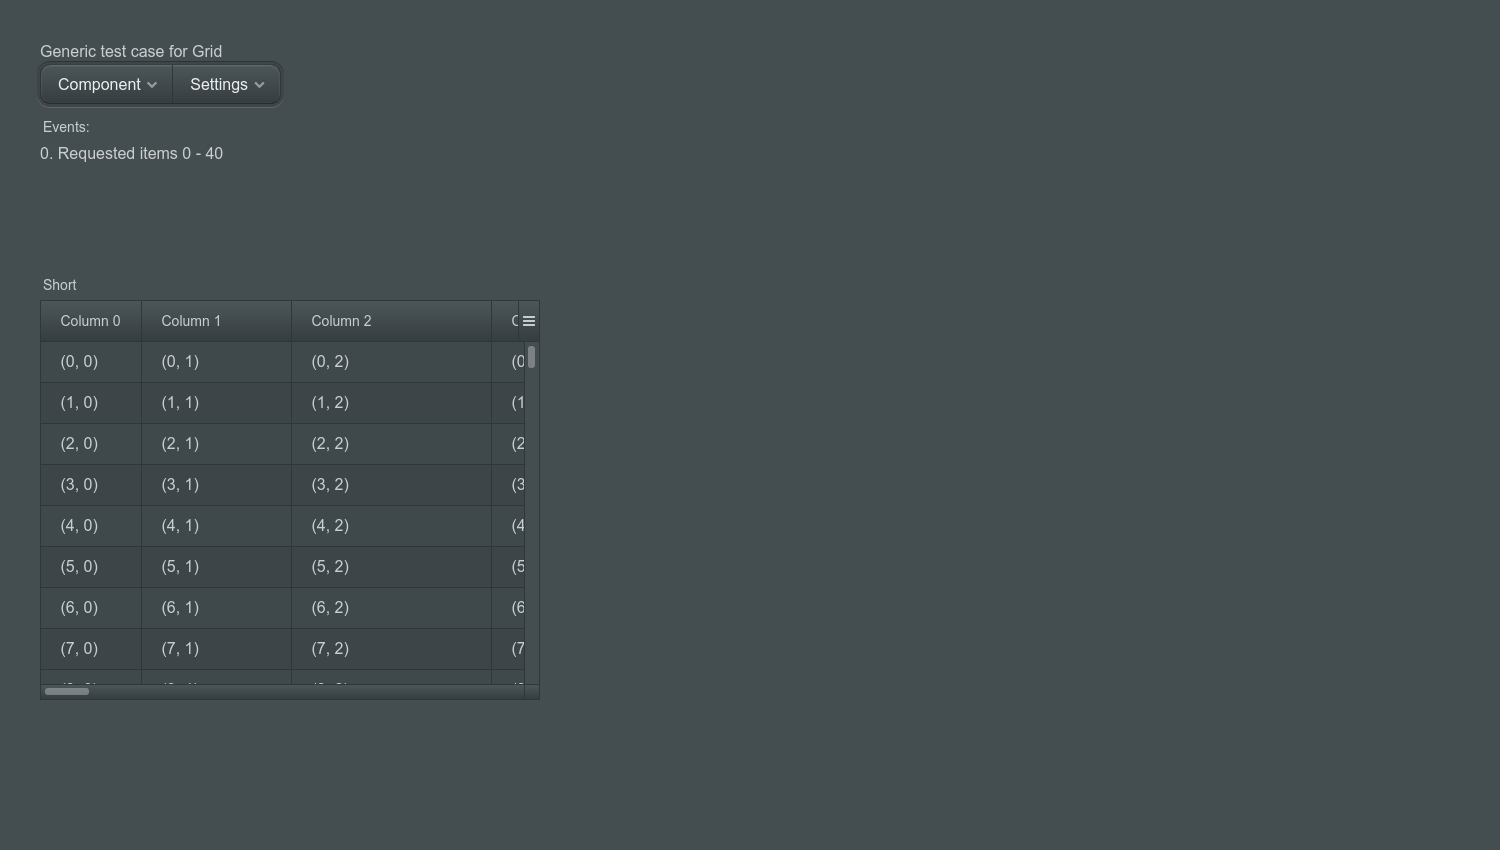 Generic test case for Grid
Component Settings
Events:
0. Requested items 0 - 40
Short
Column 0 Column 1 Column 2
(0, 0) (0, 1) (0, 2) (0
(1, 0) (1, 1) (1, 2) (1
(2, 0) (2, 1) (2, 2) (2
(3, 0) (3, 1) (3, 2) (3
(4, 0) (4, 1) (4, 2) (4
(5, 0) (5, 1) (5, 2) (5
(6, 0) (6, 1) (6, 2) (6
(7, 0) (7, 1) (7, 2) (7